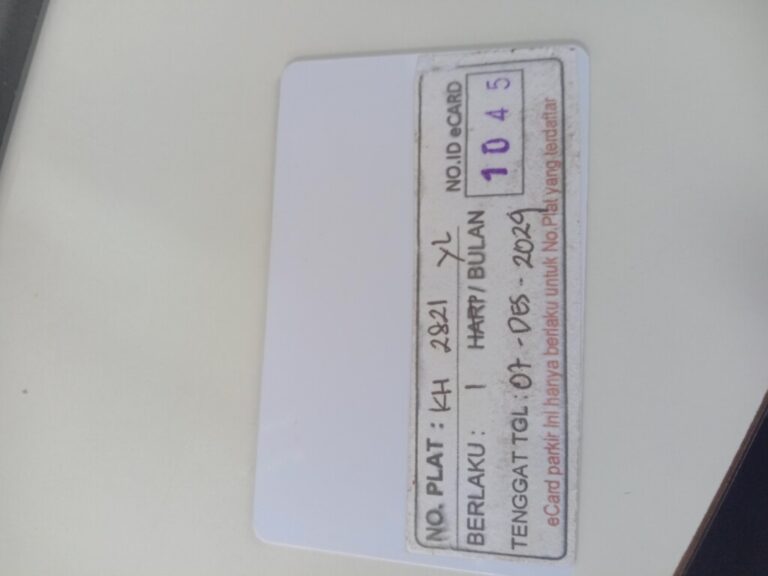 NO. PLAT : KH 2821 YL
NO.ID eCARD
1045
BERLAKU : 1 HARI / BULAN
TENGGAT TGL : 07 - DES - 2029
eCard parkir ini hanya berlaku untuk No.Plat yang terdaftar